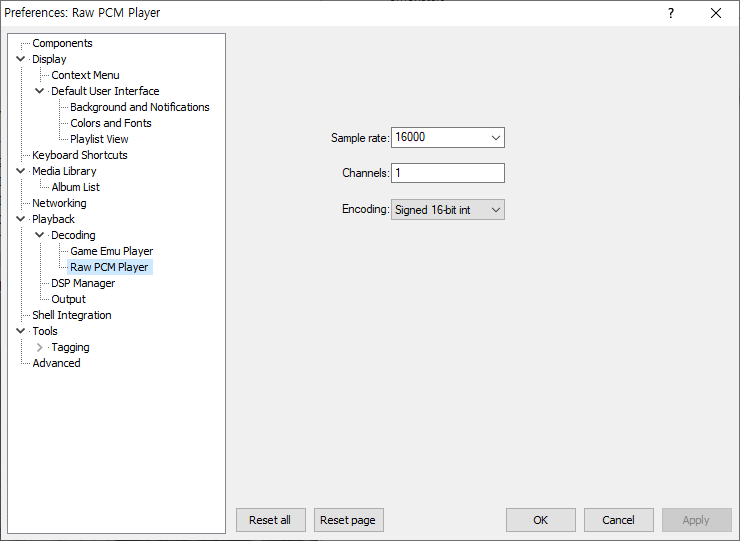 Preferences: Raw PCM Player
?
Components
Display
Context Menu
Default User Interface
Background and Notifications
Colors and Fonts
Playlist View
Keyboard Shortcuts
Media Library
Album List
Networking
Playback
Decoding
Game Emu Player
Raw PCM Player
DSP Manager
Output
Shell Integration
Tools
Tagging
Advanced
Sample rate: 16000
Channels: 1
Encoding: Signed 16-bit int
Reset all Reset page OK Cancel Apply